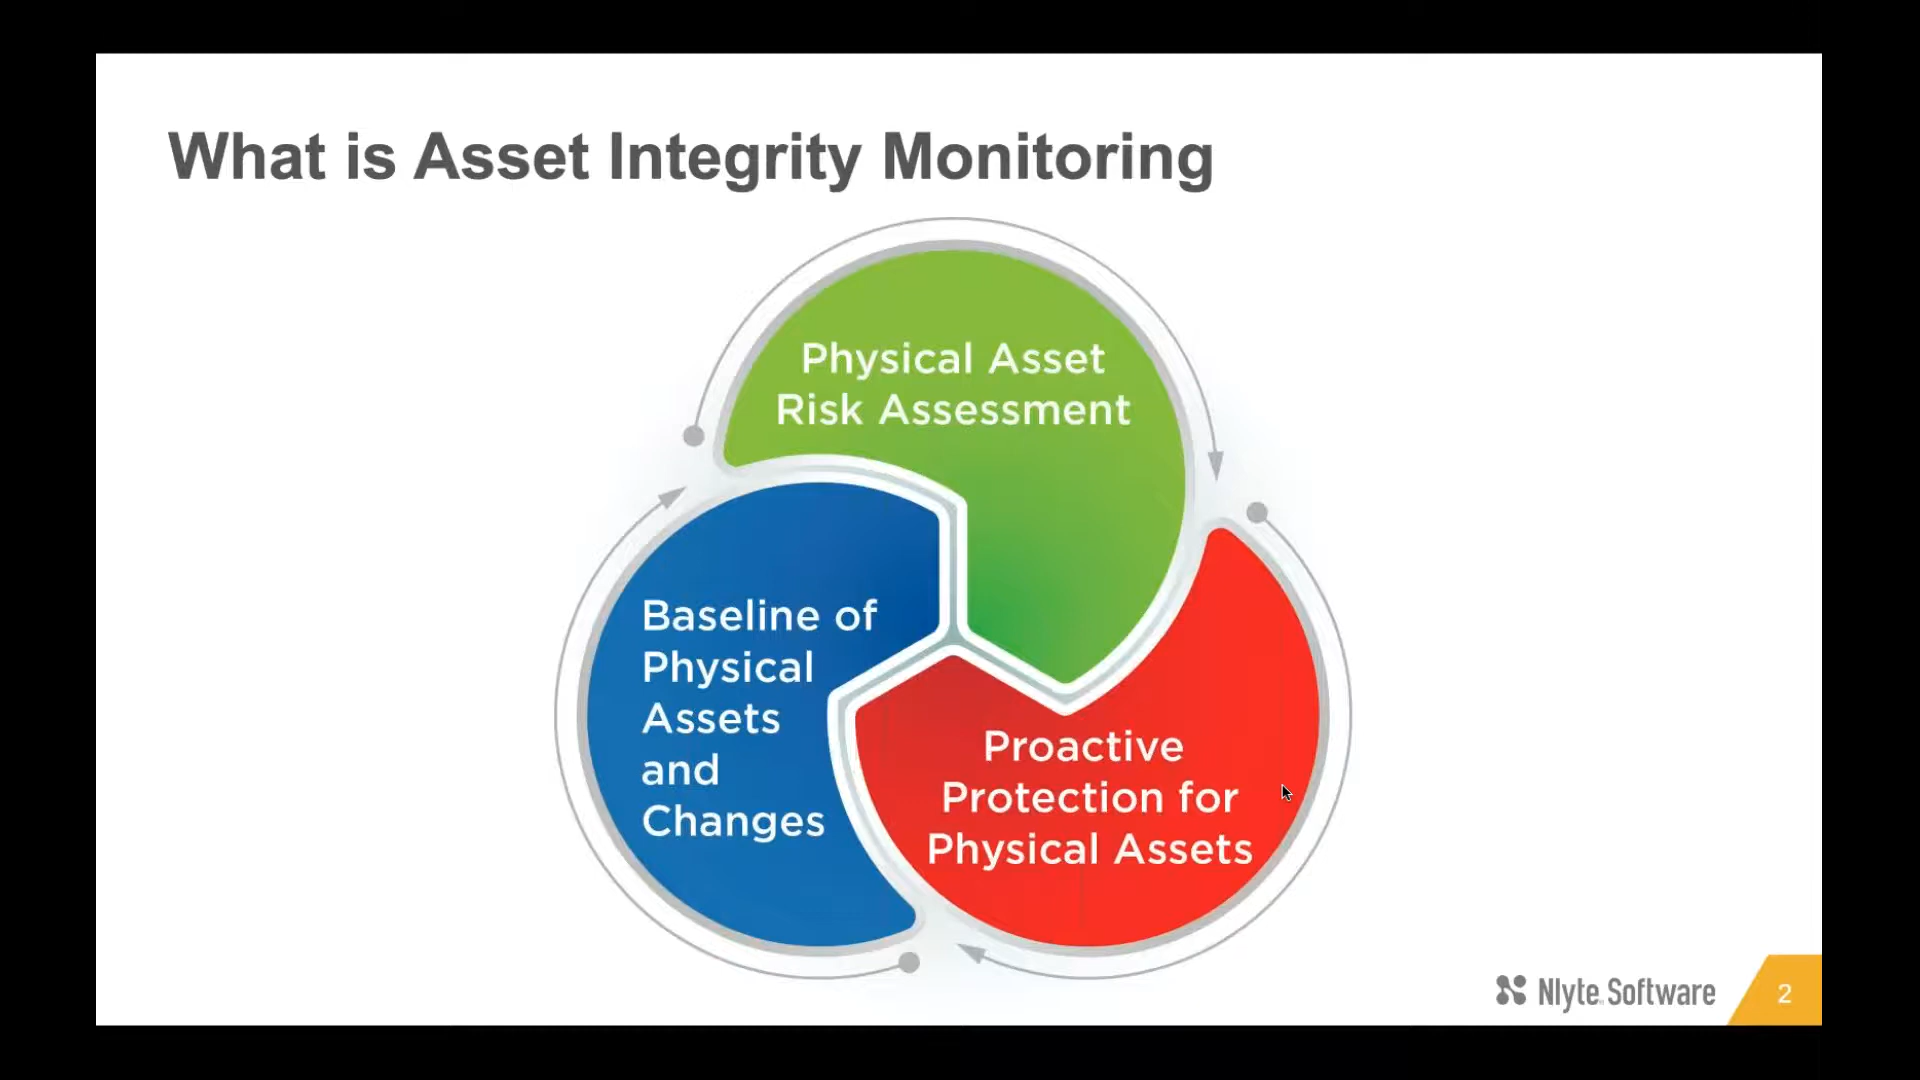 What is Asset Integrity Monitoring
Physical Asset
Risk Assessment
Baseline of
Physical
Assets
and
Changes
Proactive
Protection for
Physical Assets
Nlyte Software
2